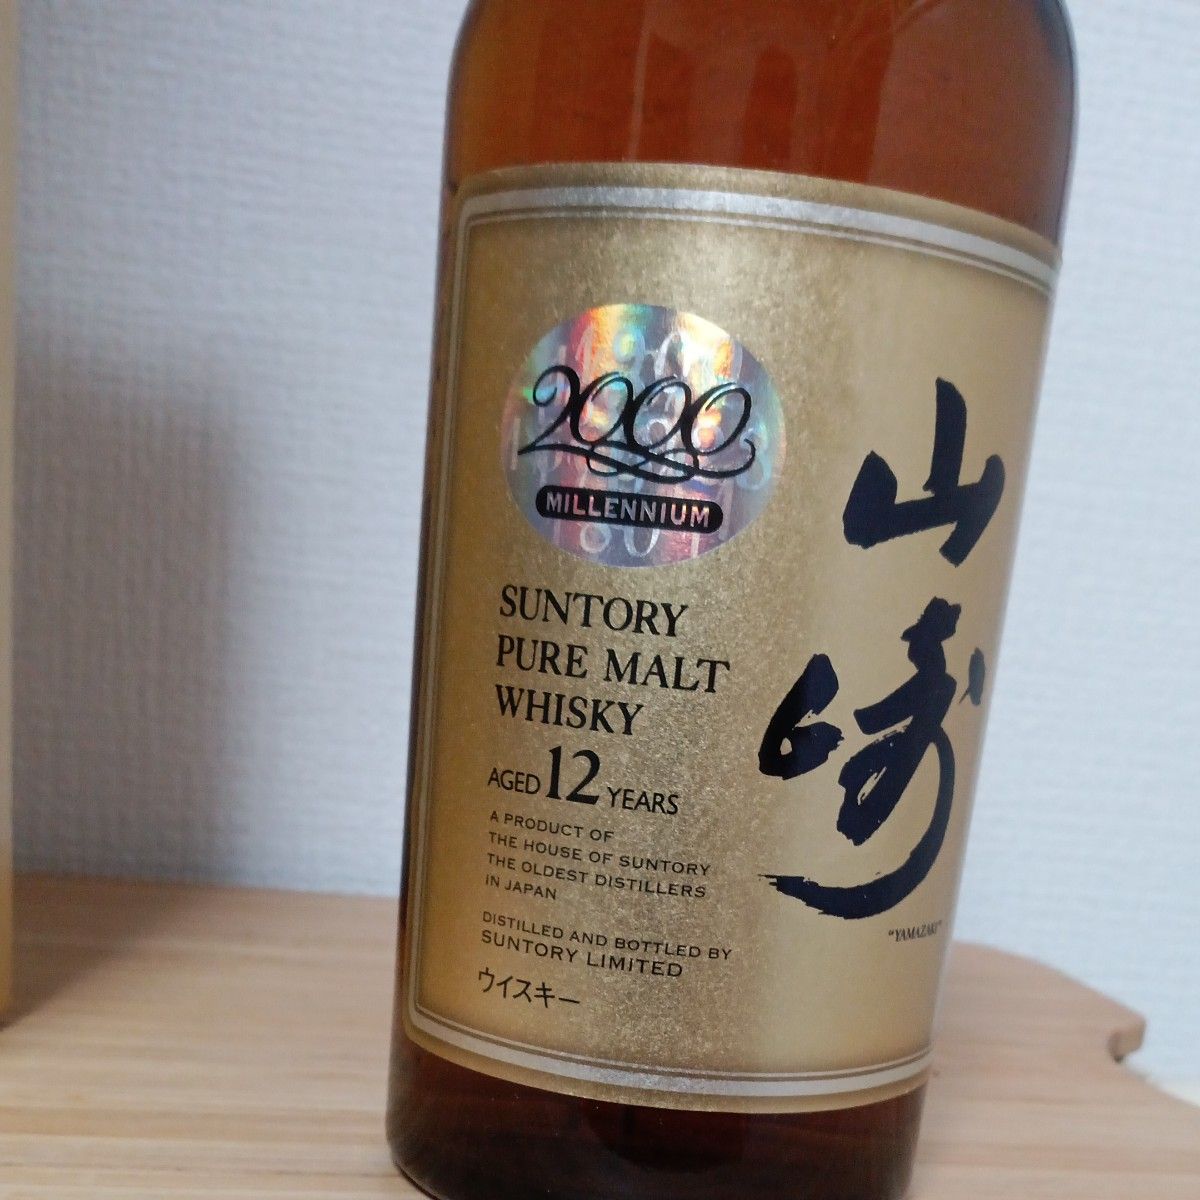 2000
MILLENNIUM
SUNTORY
PURE MALT
WHISKY
AGED 12 YEARS
A PRODUCT OF
THE HOUSE OF SUNTORY
THE OLDEST DISTILLERS
IN JAPAN
DISTILLED AND BOTTLED BY
SUNTORY LIMITED
ウイスキー
山崎
"YAMAZAKI"